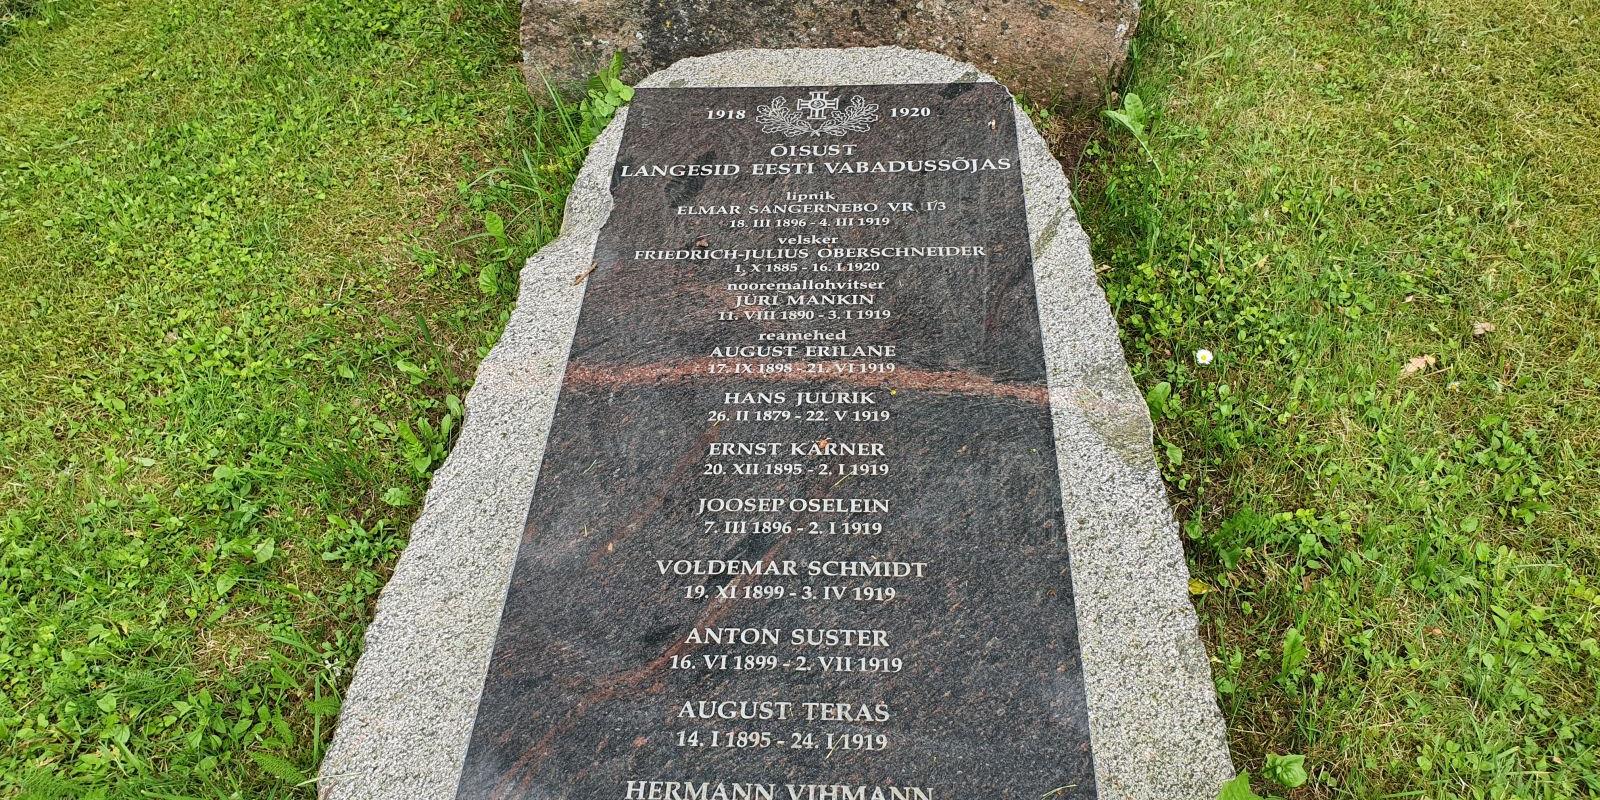 1918 1920
ÕISUST
LANGESID EESTI VABADUSSÕJAS
lipnik
ELMAR SANGERNEBO VR I/3
18. III 1896 - 4. III 1919
velsker
FRIEDRICH-JULIUS OBERSCHNEIDER
1. X 1885 - 16. I 1920
nooremallohvitser
JÜRI MANKIN
11. VIII 1890 - 3. I 1919
reamehed
AUGUST ERILANE
17. IX 1898 - 21. VI 1919
HANS JUURIK
26. II 1879 - 22. V 1919
ERNST KÄRNER
20. XII 1895 - 2. I 1919
JOOSEP OSELEIN
7. III 1896 - 2. I 1919
VOLDEMAR SCHMIDT
19. XI 1899 - 3. IV 1919
ANTON SUSTER
16. VI 1899 - 2. VII 1919
AUGUST TERAS
14. I 1895 - 24. I 1919
HERMANN VIHMANN